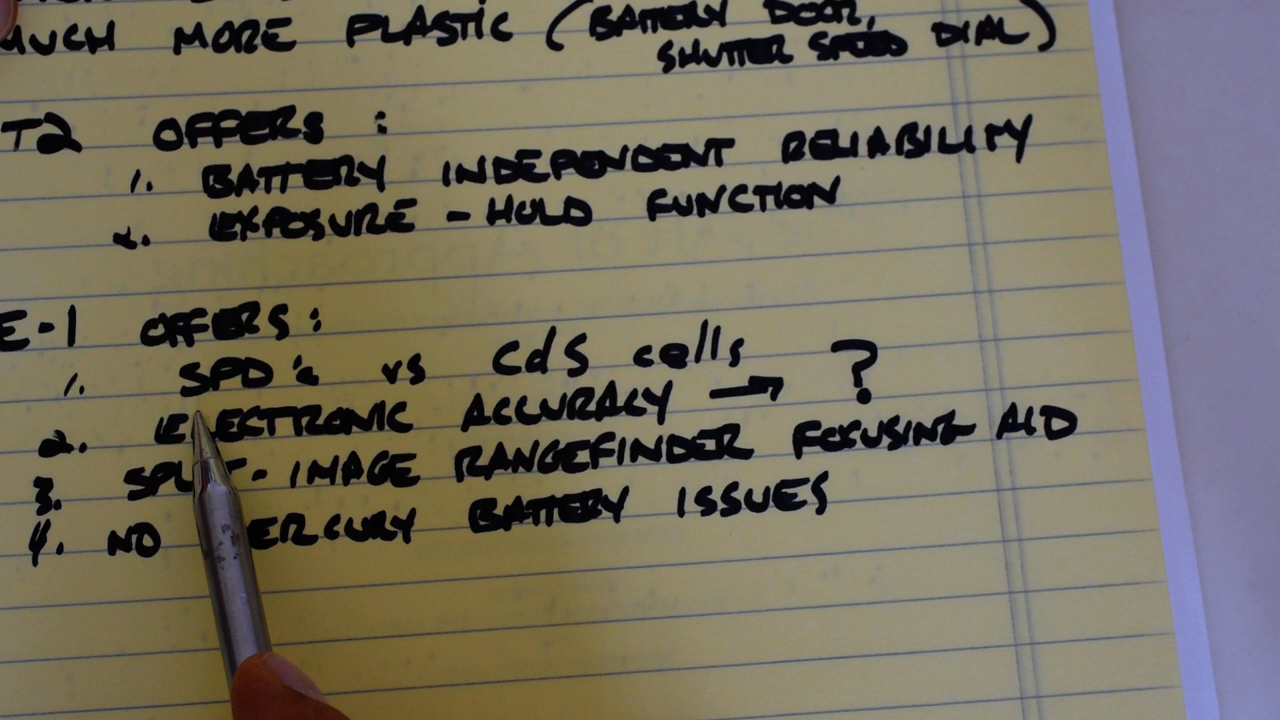 MUCH MORE PLASTIC (BATTERY DOOR,
SHUTTER SPEED DIAL)
T2 OFFERS:
1. BATTERY INDEPENDENT RELIABILITY
2. EXPOSURE-HOLD FUNCTION
E-1 OFFERS:
1. SPD's vs CdS cells
2. ELECTRONIC ACCURACY → ?
3. SPLIT-IMAGE RANGEFINDER FOCUSING AID
4. NO MERCURY BATTERY ISSUES